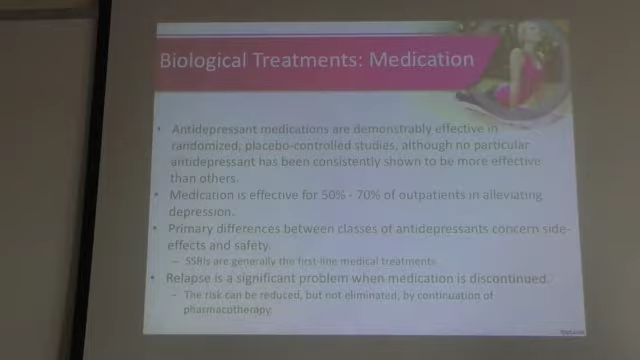 Biological Treatments: Medication
• Antidepressant medications are demonstrably effective in
randomized, placebo-controlled studies, although no particular
antidepressant has been consistently shown to be more effective
than others.
• Medication is effective for 50% - 70% of outpatients in alleviating
depression.
• Primary differences between classes of antidepressants concern side-
effects and safety.
– SSRIs are generally the first-line medical treatments.
• Relapse is a significant problem when medication is discontinued.
– The risk can be reduced, but not eliminated, by continuation of
pharmacotherapy.